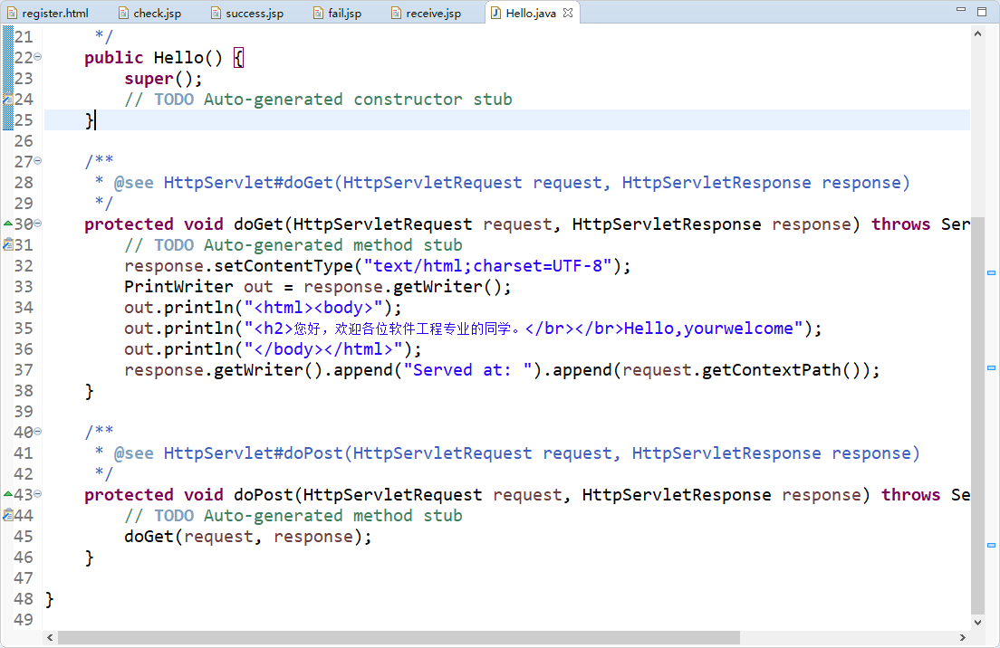 register.html check.jsp success.jsp fail.jsp receive.jsp Hello.java
21 */
22 public Hello() {
23 super();
24 // TODO Auto-generated constructor stub
25 }
26
27 /**
28 * @see HttpServlet#doGet(HttpServletRequest request, HttpServletResponse response)
29 */
30 protected void doGet(HttpServletRequest request, HttpServletResponse response) throws Ser
31 // TODO Auto-generated method stub
32 response.setContentType("text/html;charset=UTF-8");
33 PrintWriter out = response.getWriter();
34 out.println("<html><body>");
35 out.println("<h2>您好，欢迎各位软件工程专业的同学。</br></br>Hello,yourwelcome");
36 out.println("</body></html>");
37 response.getWriter().append("Served at: ").append(request.getContextPath());
38 }
39
40 /**
41 * @see HttpServlet#doPost(HttpServletRequest request, HttpServletResponse response)
42 */
43 protected void doPost(HttpServletRequest request, HttpServletResponse response) throws Se
44 // TODO Auto-generated method stub
45 doGet(request, response);
46 }
47
48 }
49